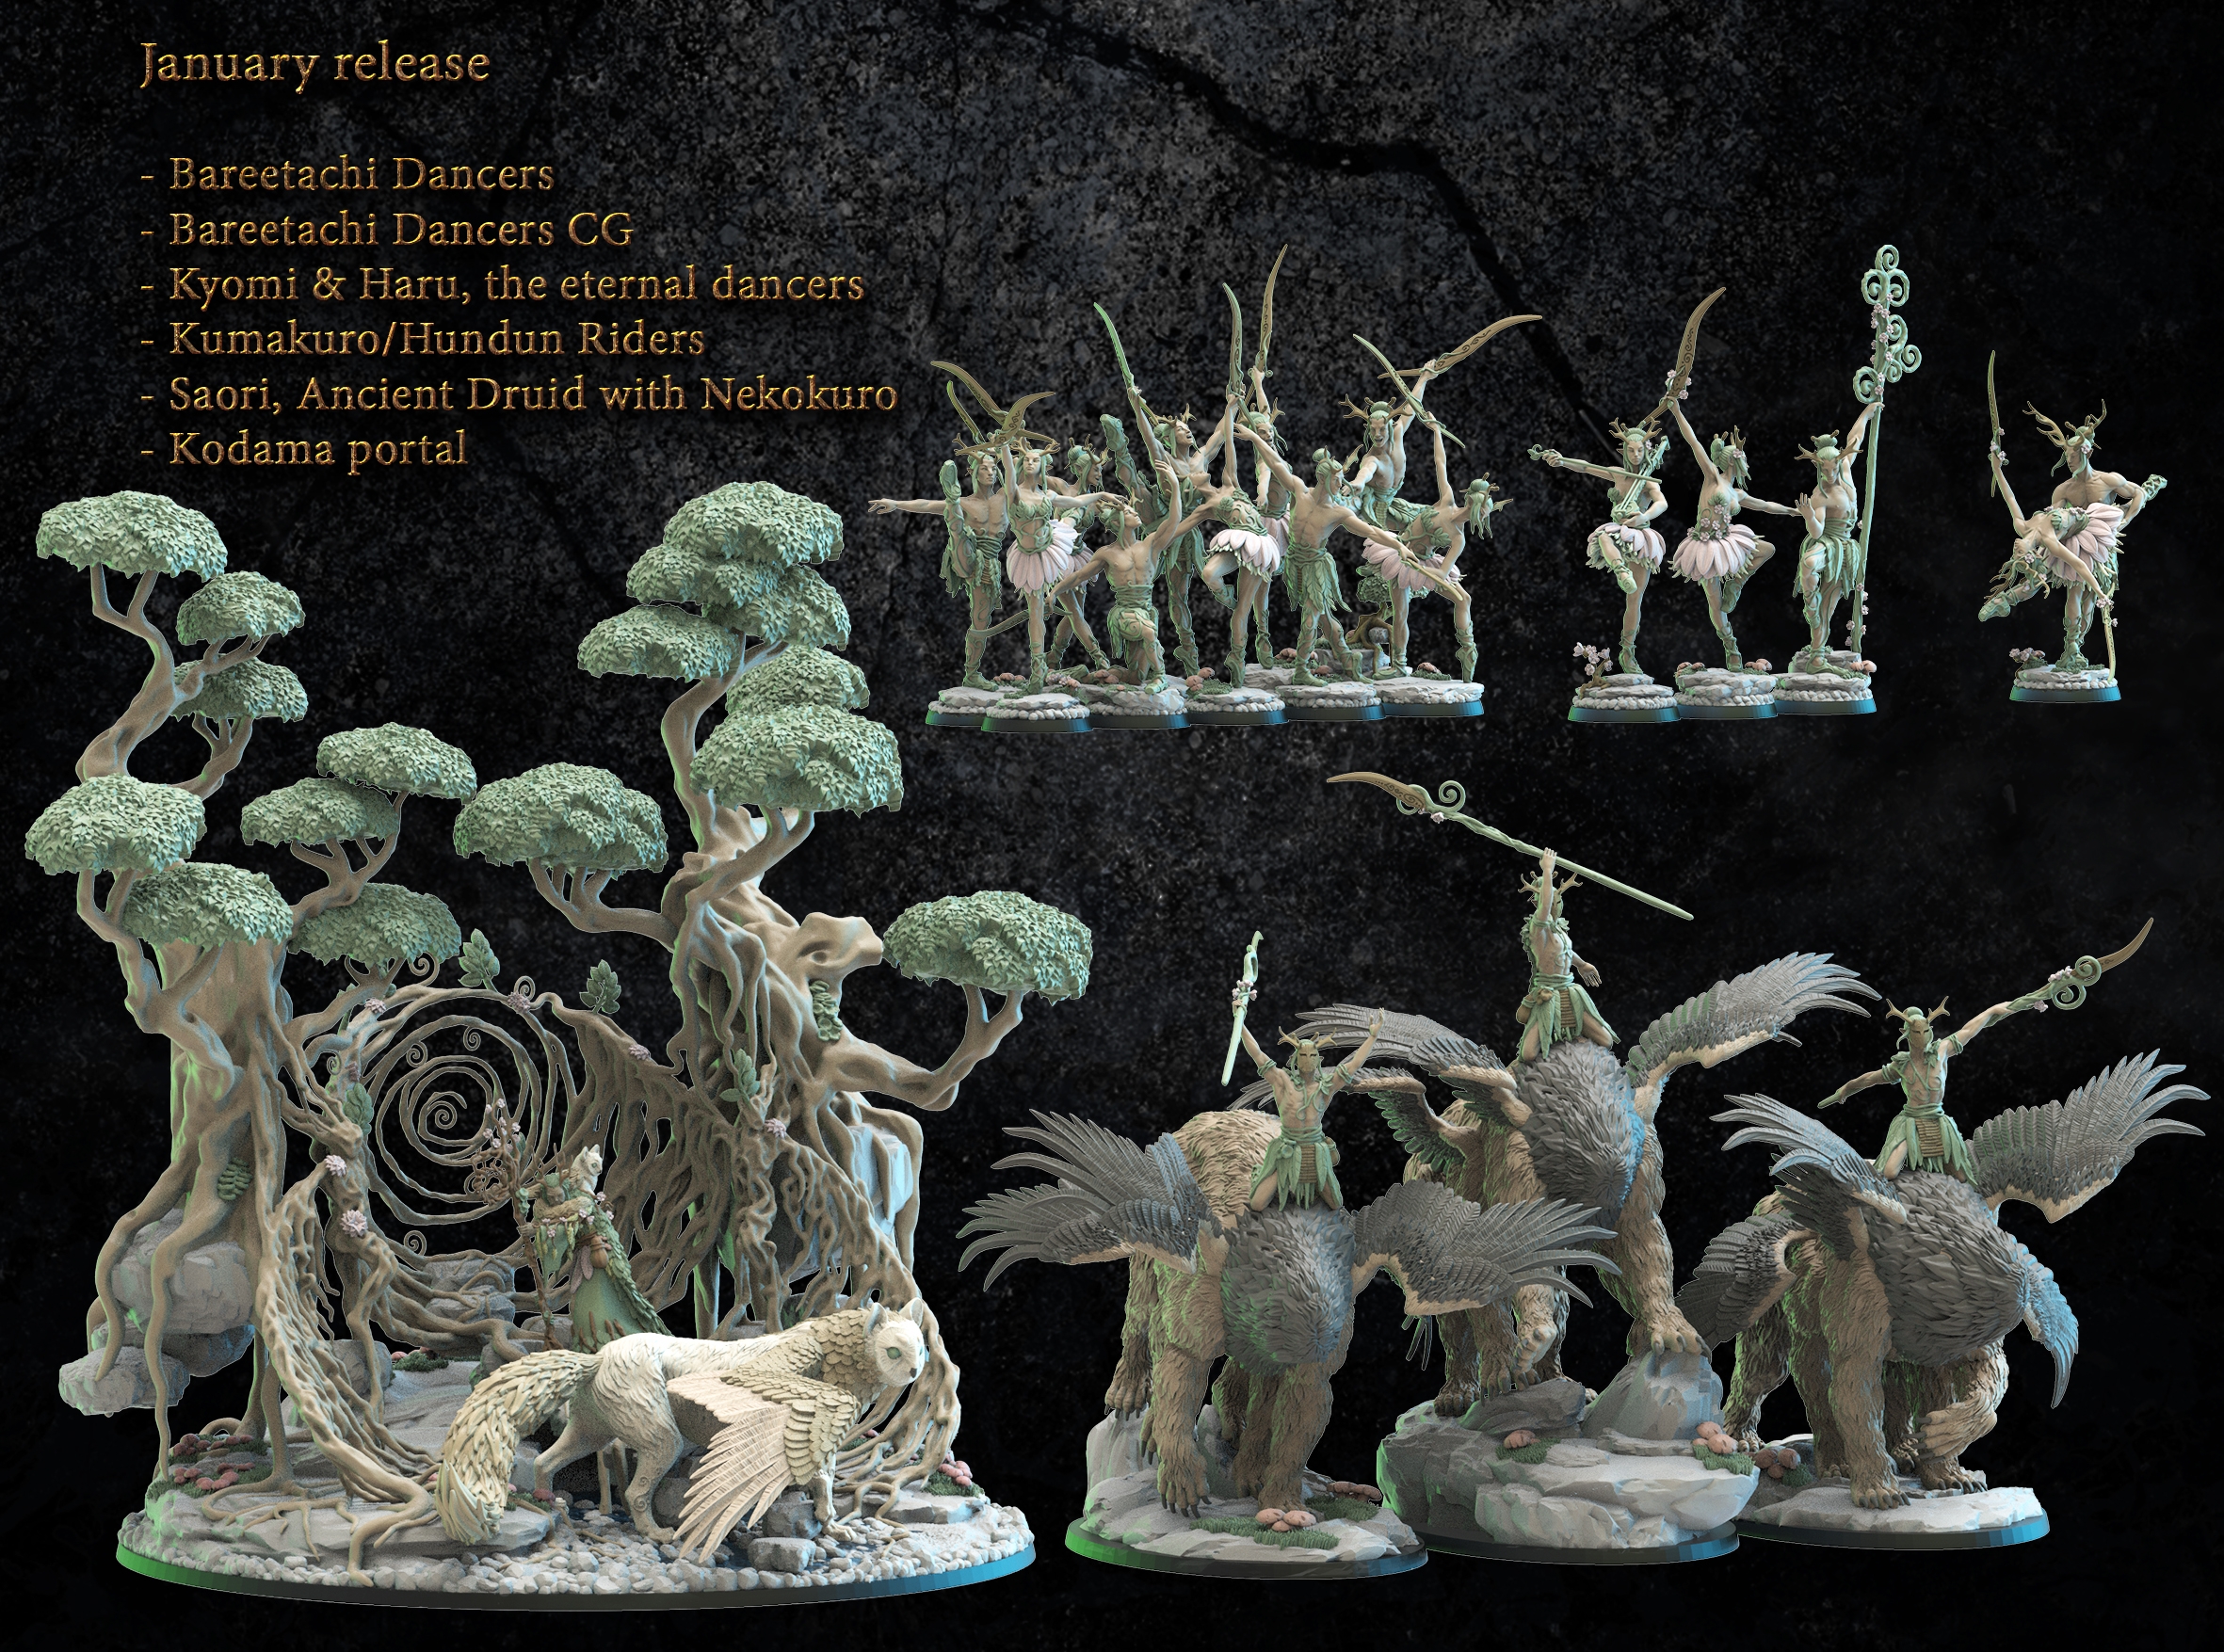 January release
- Bareetachi Dancers
- Bareetachi Dancers CG
- Kyomi & Haru, the eternal dancers
- Kumakuro/Hundun Riders
- Saori, Ancient Druid with Nekokuro
- Kodama portal